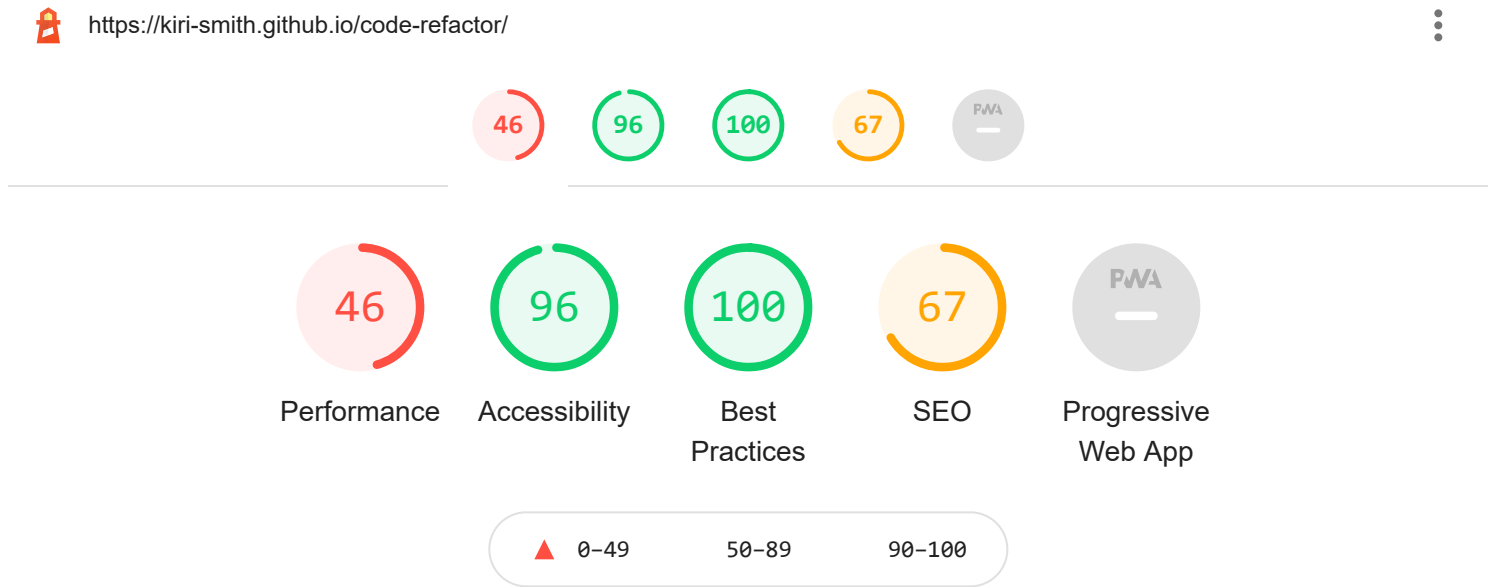 https://kiri-smith.github.io/code-refactor/
46 96 100 67 PWA
46 96 100 67 PWA
Performance Accessibility Best Practices SEO Progressive Web App
0–49 50–89 90–100